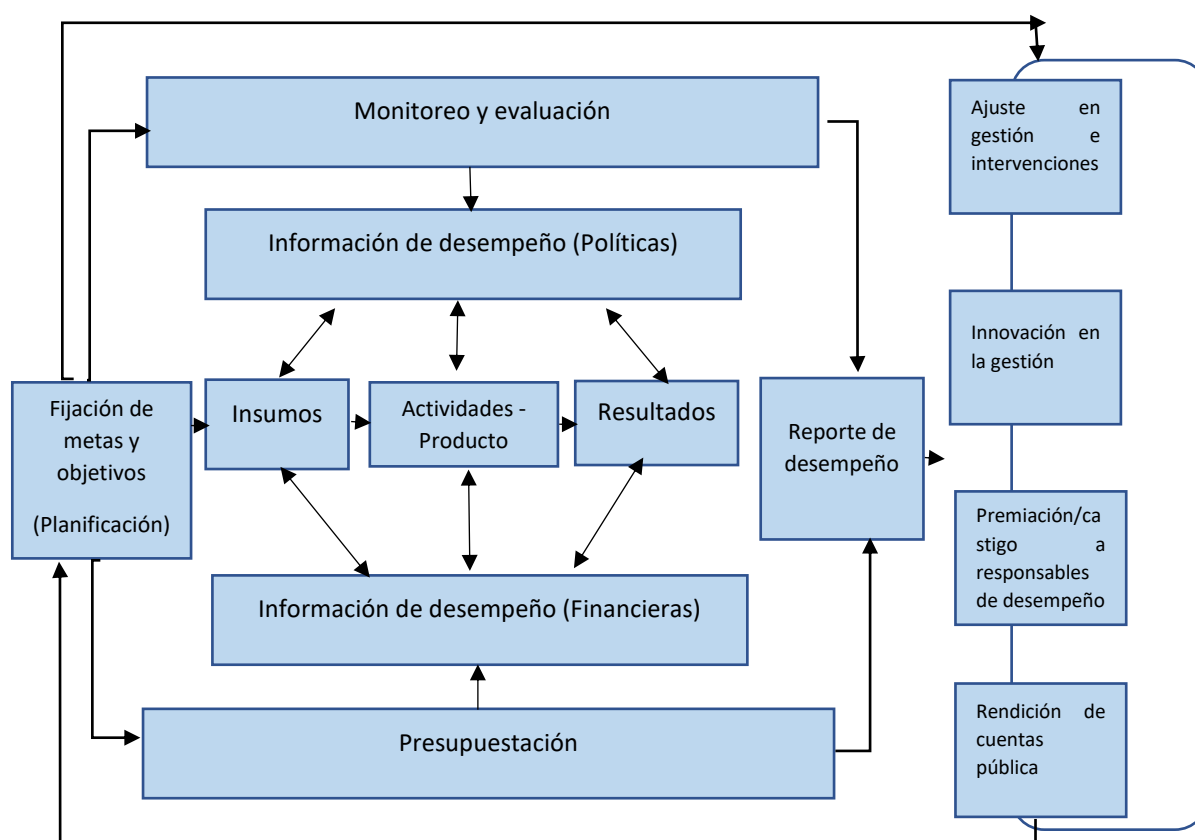 Monitoreo y evaluación
Información de desempeño (Políticas)
Fijación de
metas y
objetivos
(Planificación)
Insumos
Actividades -
Producto
Resultados
Reporte de
desempeño
Información de desempeño (Financieras)
Presupuestación
Ajuste en
gestión e
intervenciones
Innovación en
la gestión
Premiación/ca
stigo a
responsables
de desempeño
Rendición de
cuentas
pública